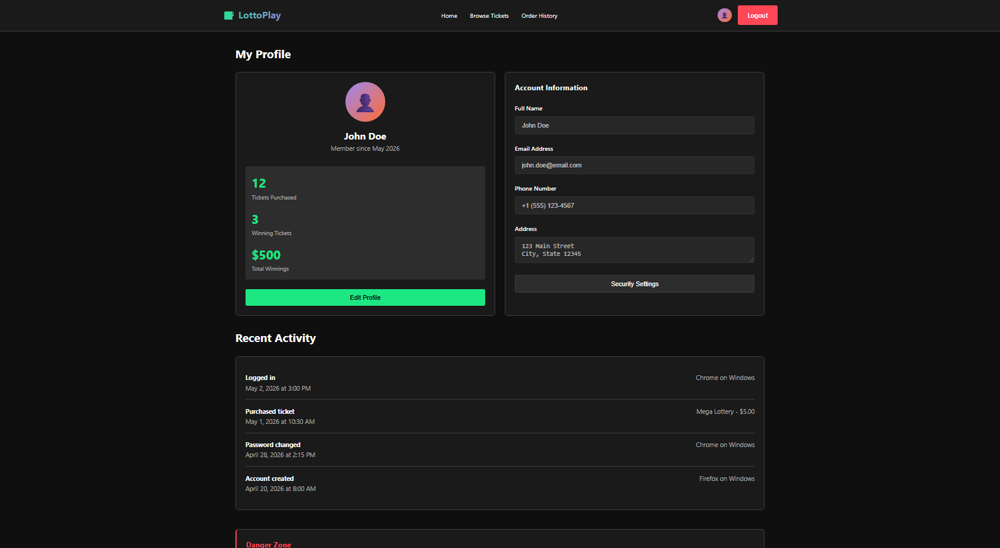 LottoPlay
Home
Browse Tickets
Order History
Logout
My Profile
John Doe
Member since May 2026
12
Tickets Purchased
3
Winning Tickets
$500
Total Winnings
Edit Profile
Account Information
Full Name
John Doe
Email Address
john.doe@email.com
Phone Number
+1 (555) 123-4567
Address
123 Main Street
City, State 12345
Security Settings
Recent Activity
Logged in
Chrome on Windows
May 2, 2026 at 3:00 PM
Purchased ticket
Mega Lottery - $5.00
May 1, 2026 at 10:30 AM
Password changed
Chrome on Windows
April 28, 2026 at 2:15 PM
Account created
Firefox on Windows
April 20, 2026 at 8:00 AM
Danger Zone